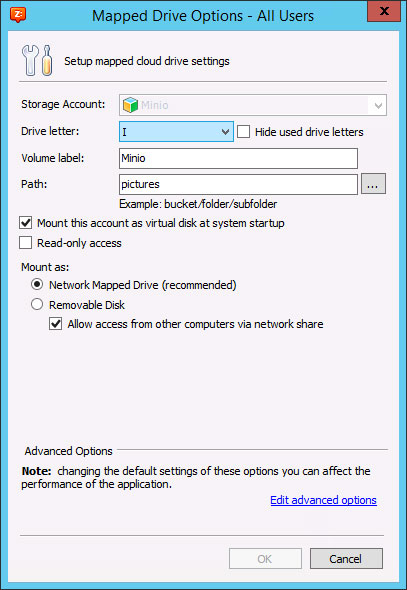 Z:
Mapped Drive Options - All Users
x
Setup mapped cloud drive settings
Storage Account: Minio
Drive letter: I Hide used drive letters
Volume label: Minio
Path: pictures ...
Example: bucket/folder/subfolder
Mount this account as virtual disk at system startup
Read-only access
Mount as:
Network Mapped Drive (recommended)
Removable Disk
Allow access from other computers via network share
Advanced Options
Note: changing the default settings of these options you can affect the
performance of the application.
Edit advanced options
OK Cancel